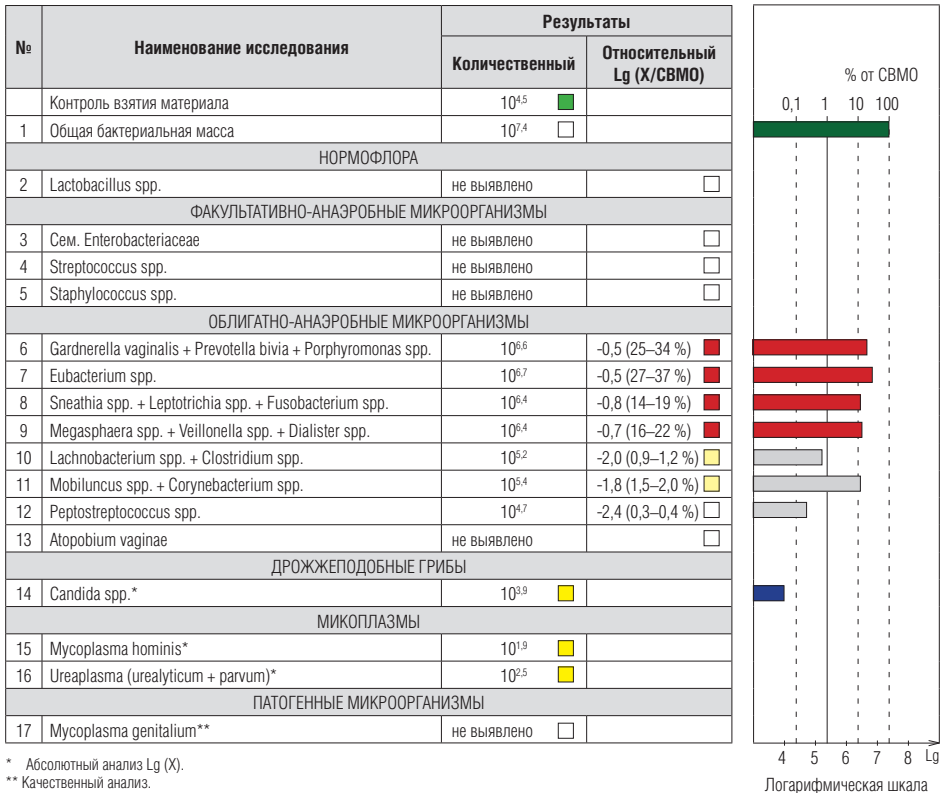 № Наименование исследования Результаты
Количественный Относительный Lg (Х/СВМО)
% от СВМО
0,1 1 10 100
Контроль взятия материала 10^4,5
1 Общая бактериальная масса 10^7,4
НОРМОФЛОРА
2 Lactobacillus spp. не выявлено
ФАКУЛЬТАТИВНО-АНАЭРОБНЫЕ МИКРООРГАНИЗМЫ
3 Сем. Enterobacteriaceae не выявлено
4 Streptococcus spp. не выявлено
5 Staphylococcus spp. не выявлено
ОБЛИГАТНО-АНАЭРОБНЫЕ МИКРООРГАНИЗМЫ
6 Gardnerella vaginalis + Prevotella bivia + Porphyromonas spp. 10^6,6 -0,5 (25–34 %)
7 Eubacterium spp. 10^6,7 -0,5 (27–37 %)
8 Sneathia spp. + Leptotrichia spp. + Fusobacterium spp. 10^6,4 -0,8 (14–19 %)
9 Megasphaera spp. + Veillonella spp. + Dialister spp. 10^6,4 -0,7 (16–22 %)
10 Lachnobacterium spp. + Clostridium spp. 10^5,2 -2,0 (0,9–1,2 %)
11 Mobiluncus spp. + Corynebacterium spp. 10^5,4 -1,8 (1,5–2,0 %)
12 Peptostreptococcus spp. 10^4,7 -2,4 (0,3–0,4 %)
13 Atopobium vaginae не выявлено
ДРОЖЖЕПОДОБНЫЕ ГРИБЫ
14 Candida spp.* 10^3,9
МИКОПЛАЗМЫ
15 Mycoplasma hominis* 10^1,9
16 Ureaplasma (urealyticum + parvum)* 10^2,5
ПАТОГЕННЫЕ МИКРООРГАНИЗМЫ
17 Mycoplasma genitalium** не выявлено
4 5 6 7 8 Lg
Логарифмическая шкала
* Абсолютный анализ Lg (X).
** Качественный анализ.